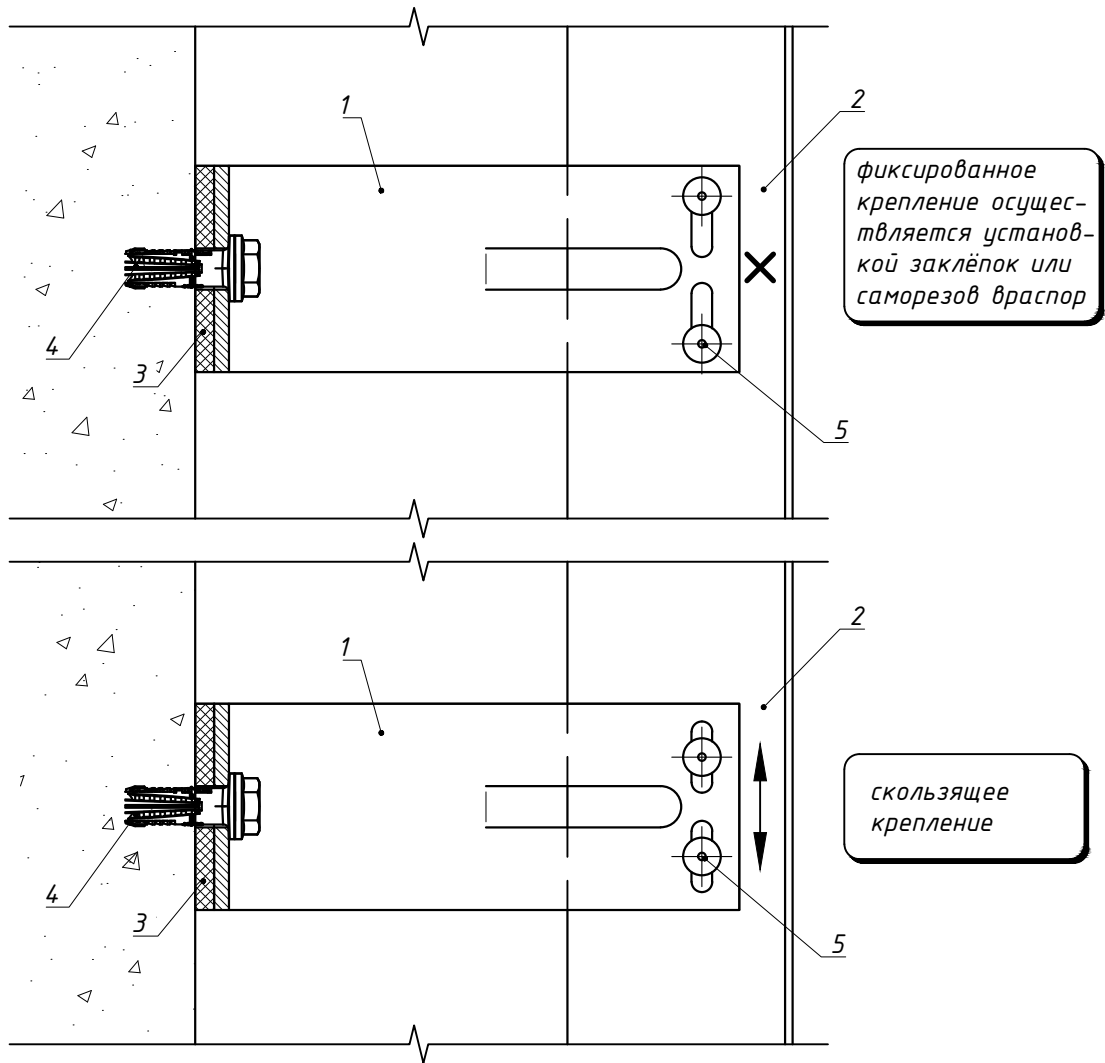 1
2
фиксированное
крепление осущес-
твляется установ-
кой заклёпок или
саморезов враспор
4
3
5
1
2
скользящее
крепление
4
3
5